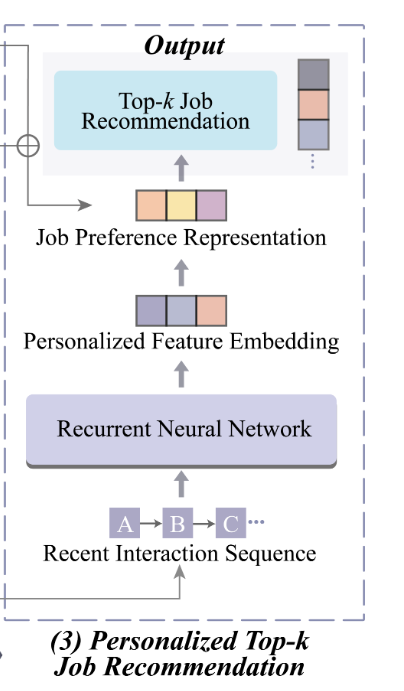 Output
Top-k Job
Recommendation
Job Preference Representation
Personalized Feature Embedding
Recurrent Neural Network
A B C
Recent Interaction Sequence
(3) Personalized Top-k
Job Recommendation